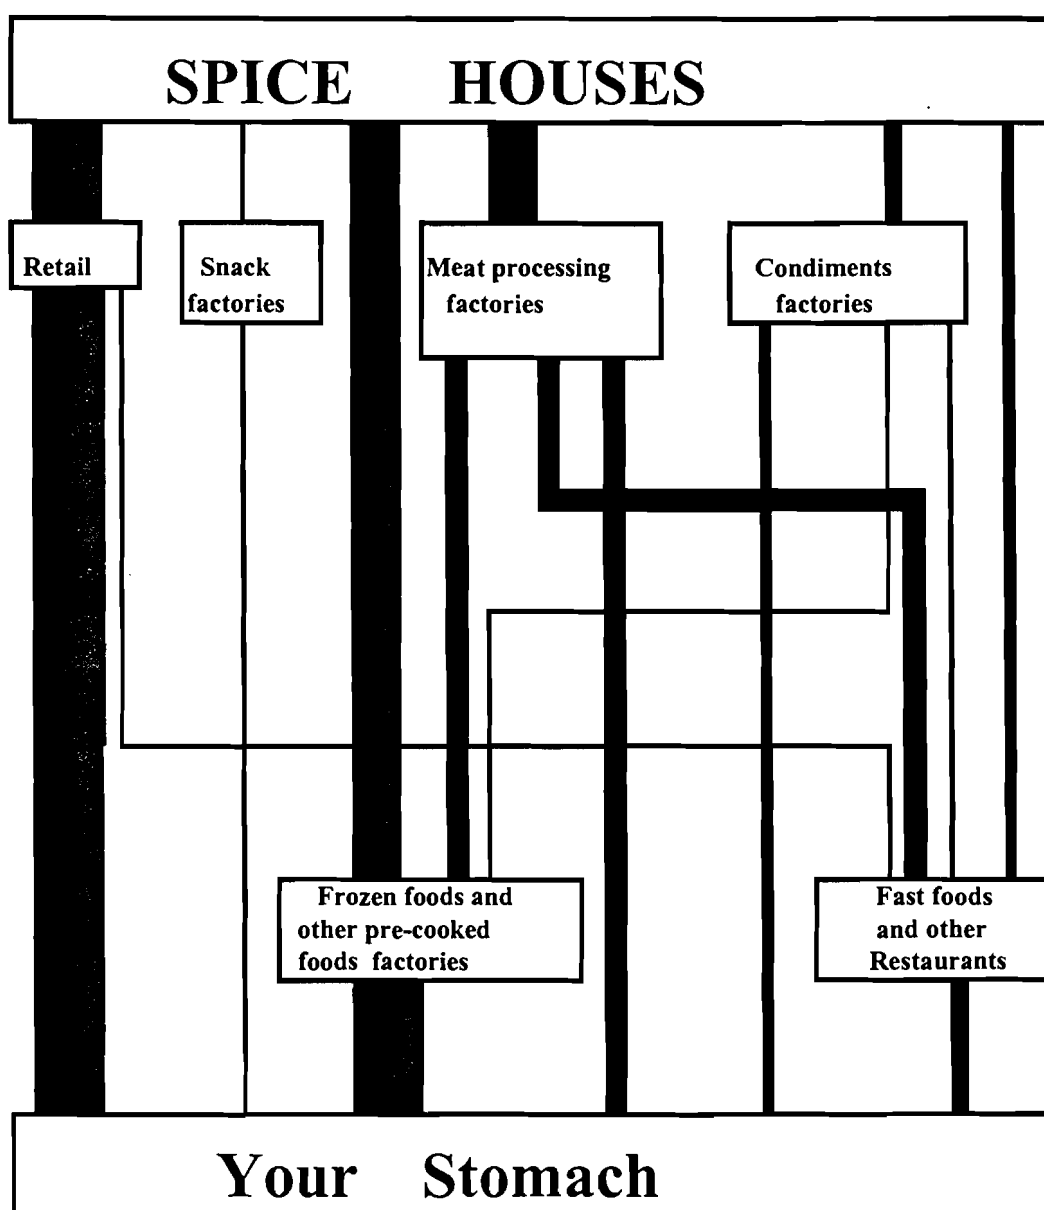 SPICE HOUSES
Retail
Snack
factories
Meat processing
factories
Condiments
factories
Frozen foods and
other pre-cooked
foods factories
Fast foods
and other
Restaurants
Your Stomach